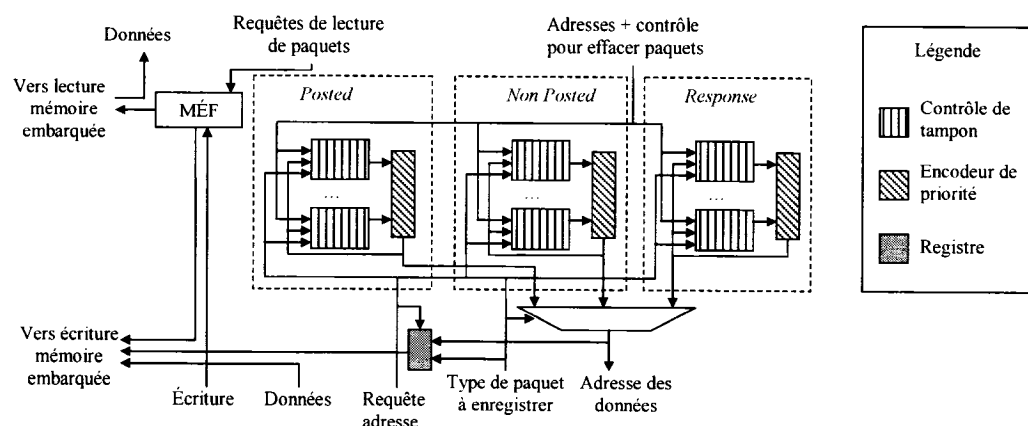 Requêtes de lecture
de paquets
Données
Adresses + contrôle
pour effacer paquets
Légende
Vers lecture
mémoire
embarquée
MÉF
Posted
Non Posted
Response
Contrôle de
tampon
...
...
...
Encodeur de
priorité
Registre
Vers écriture
mémoire
embarquée
Écriture
Données
Requête
adresse
Type de paquet
à enregistrer
Adresse des
données